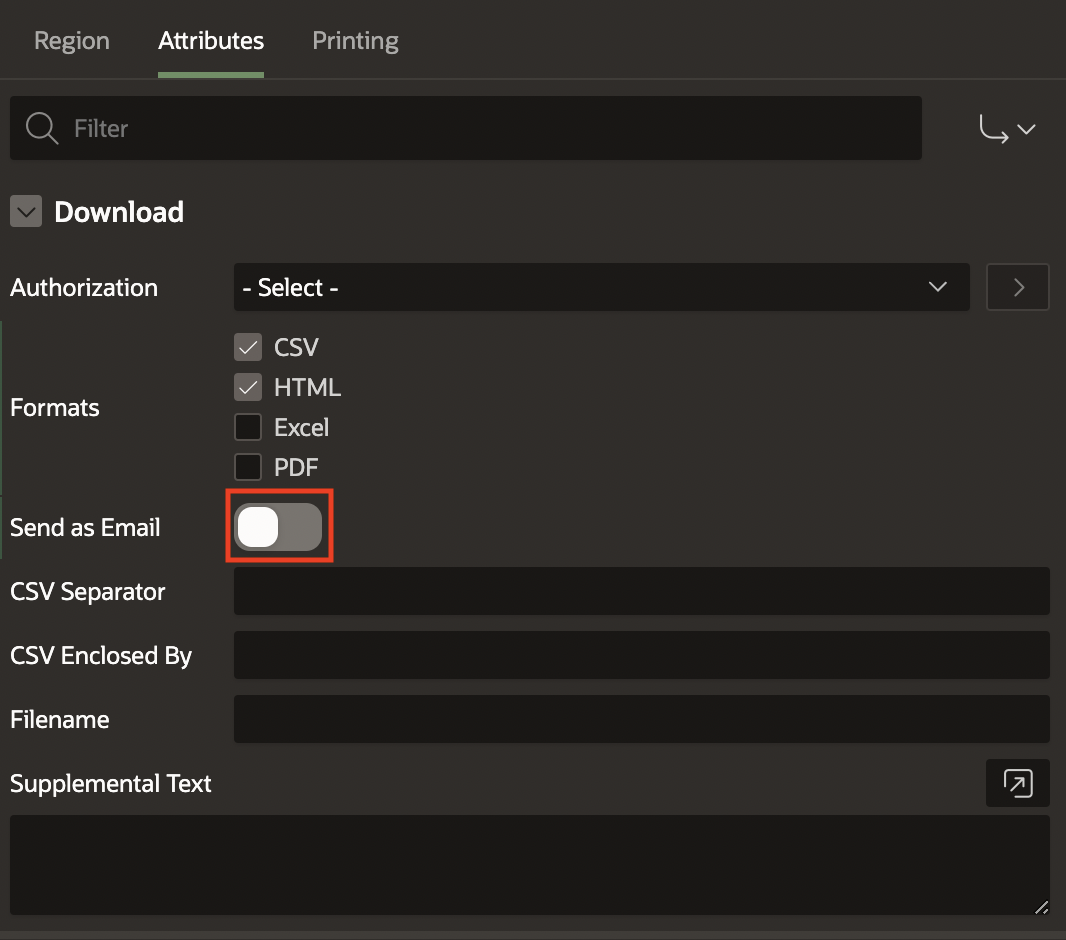 Region Attributes Printing
Filter
Download
Authorization - Select -
CSV
HTML
Formats
Excel
PDF
Send as Email
CSV Separator
CSV Enclosed By
Filename
Supplemental Text